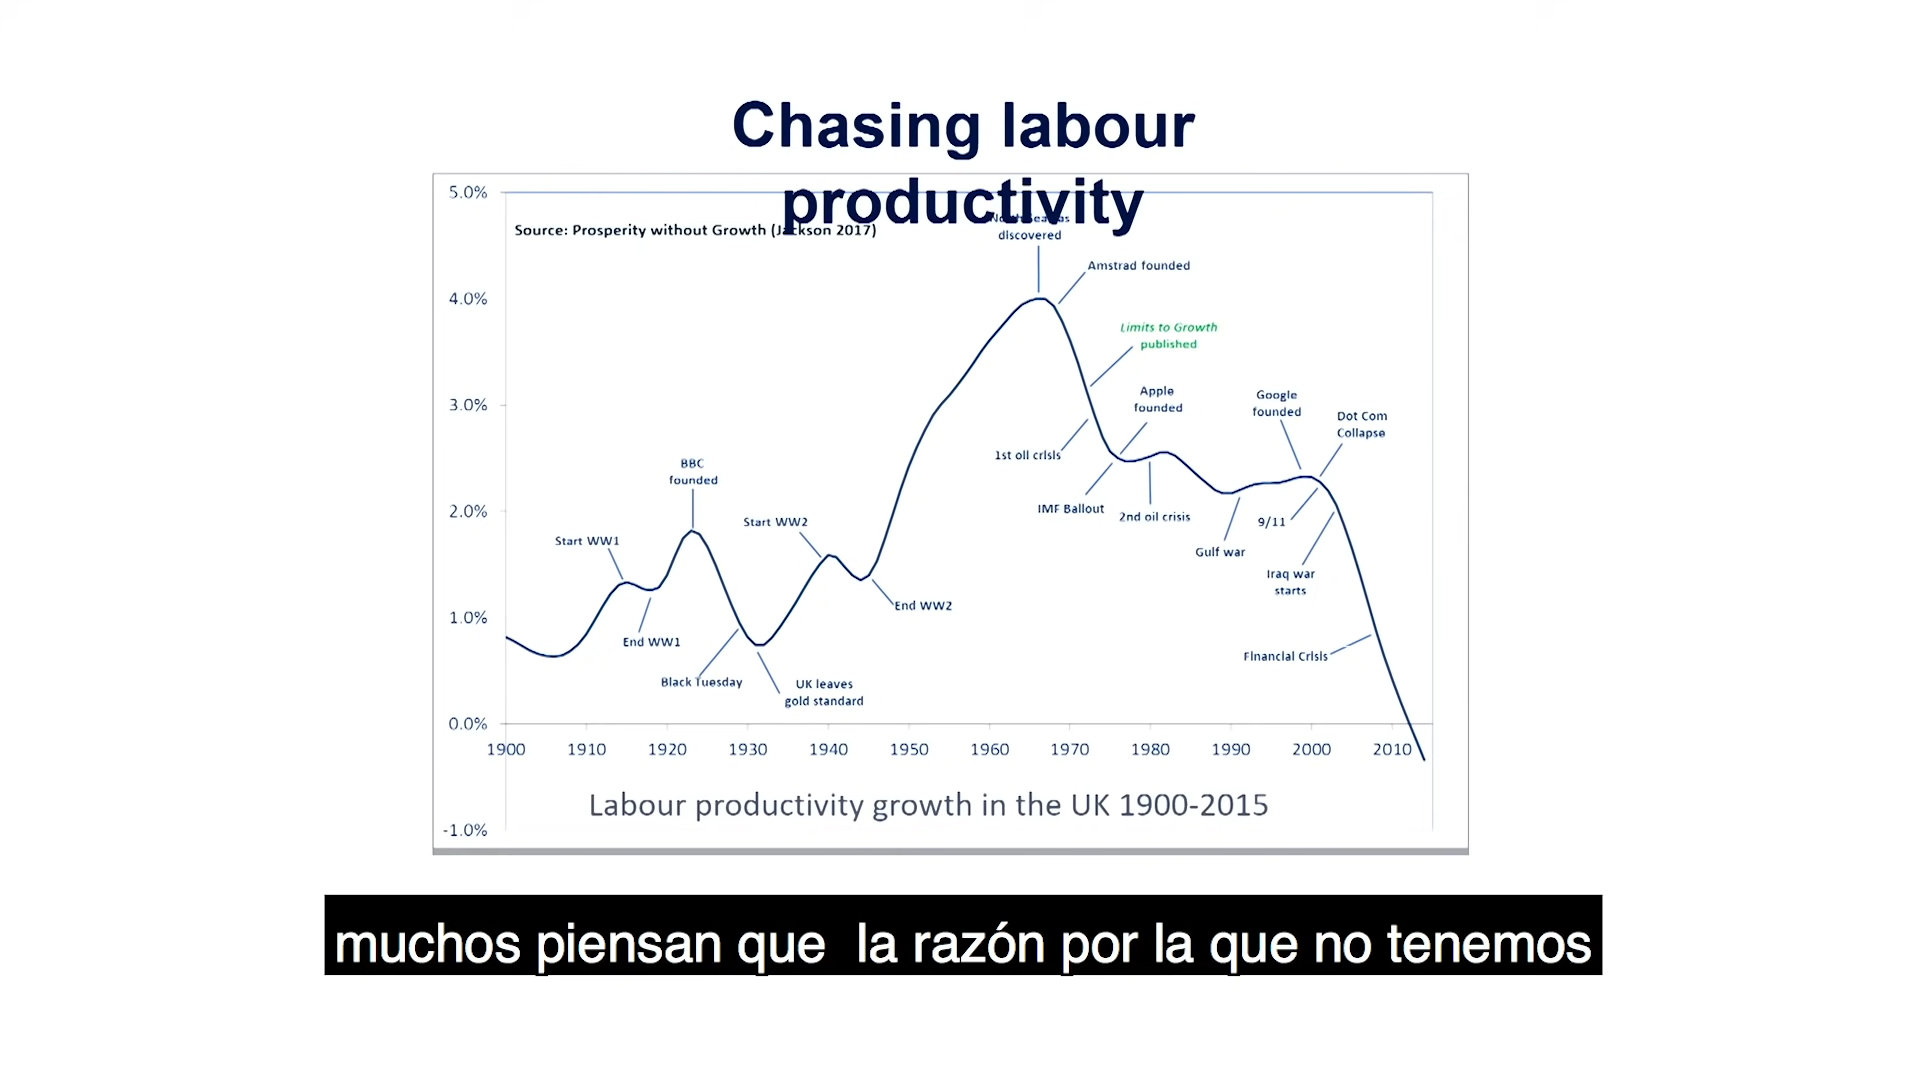 Chasing labour
productivity
5.0%
Source: Prosperity without Growth (Jackson 2017)
discovered
Amstrad founded
4.0%
Limits to Growth
published
Apple
founded
Google
founded
3.0%
Dot Com
Collapse
1st oil crisis
BBC
founded
IMF Bailout
2nd oil crisis
2.0%
Start WW2
9/11
Start WW1
Gulf war
Iraq war
starts
End WW2
1.0%
End WW1
Financial Crisis
Black Tuesday
UK leaves
gold standard
0.0%
1900 1910 1920 1930 1940 1950 1960 1970 1980 1990 2000 2010
Labour productivity growth in the UK 1900-2015
-1.0%
muchos piensan que la razón por la que no tenemos